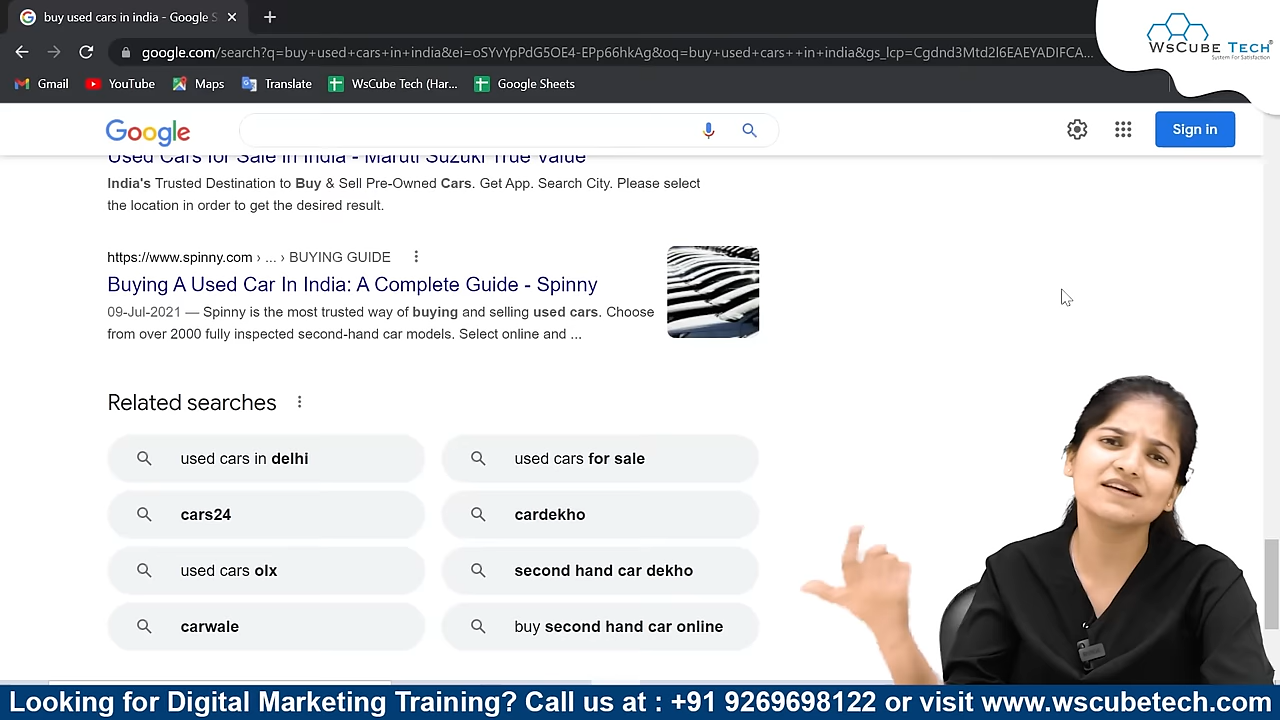 buy used cars in india - Google S
google.com/search?q=buy+used+cars+in+india&ei=sYvYpPdG5OE4-EPp66hkAg&oq=buy+used+cars++in+india&gs_lcp=Cgdnd3Mtd2l6EAEYADIFCA...
WsCube Tech
System For Satisfaction
Gmail
YouTube
Maps
Translate
WsCube Tech (Har...
Google Sheets
Google
Sign in
Used Cars for Sale in India - Maruti Suzuki True Value
India's Trusted Destination to Buy & Sell Pre-Owned Cars. Get App. Search City. Please select
the location in order to get the desired result.
https://www.spinny.com › ... › BUYING GUIDE
Buying A Used Car In India: A Complete Guide - Spinny
09-Jul-2021 — Spinny is the most trusted way of buying and selling used cars. Choose
from over 2000 fully inspected second-hand car models. Select online and ...
Related searches
used cars in delhi
used cars for sale
cars24
cardekho
used cars olx
second hand car dekho
carwale
buy second hand car online
Looking for Digital Marketing Training? Call us at : +91 9269698122 or visit www.wscubetech.com